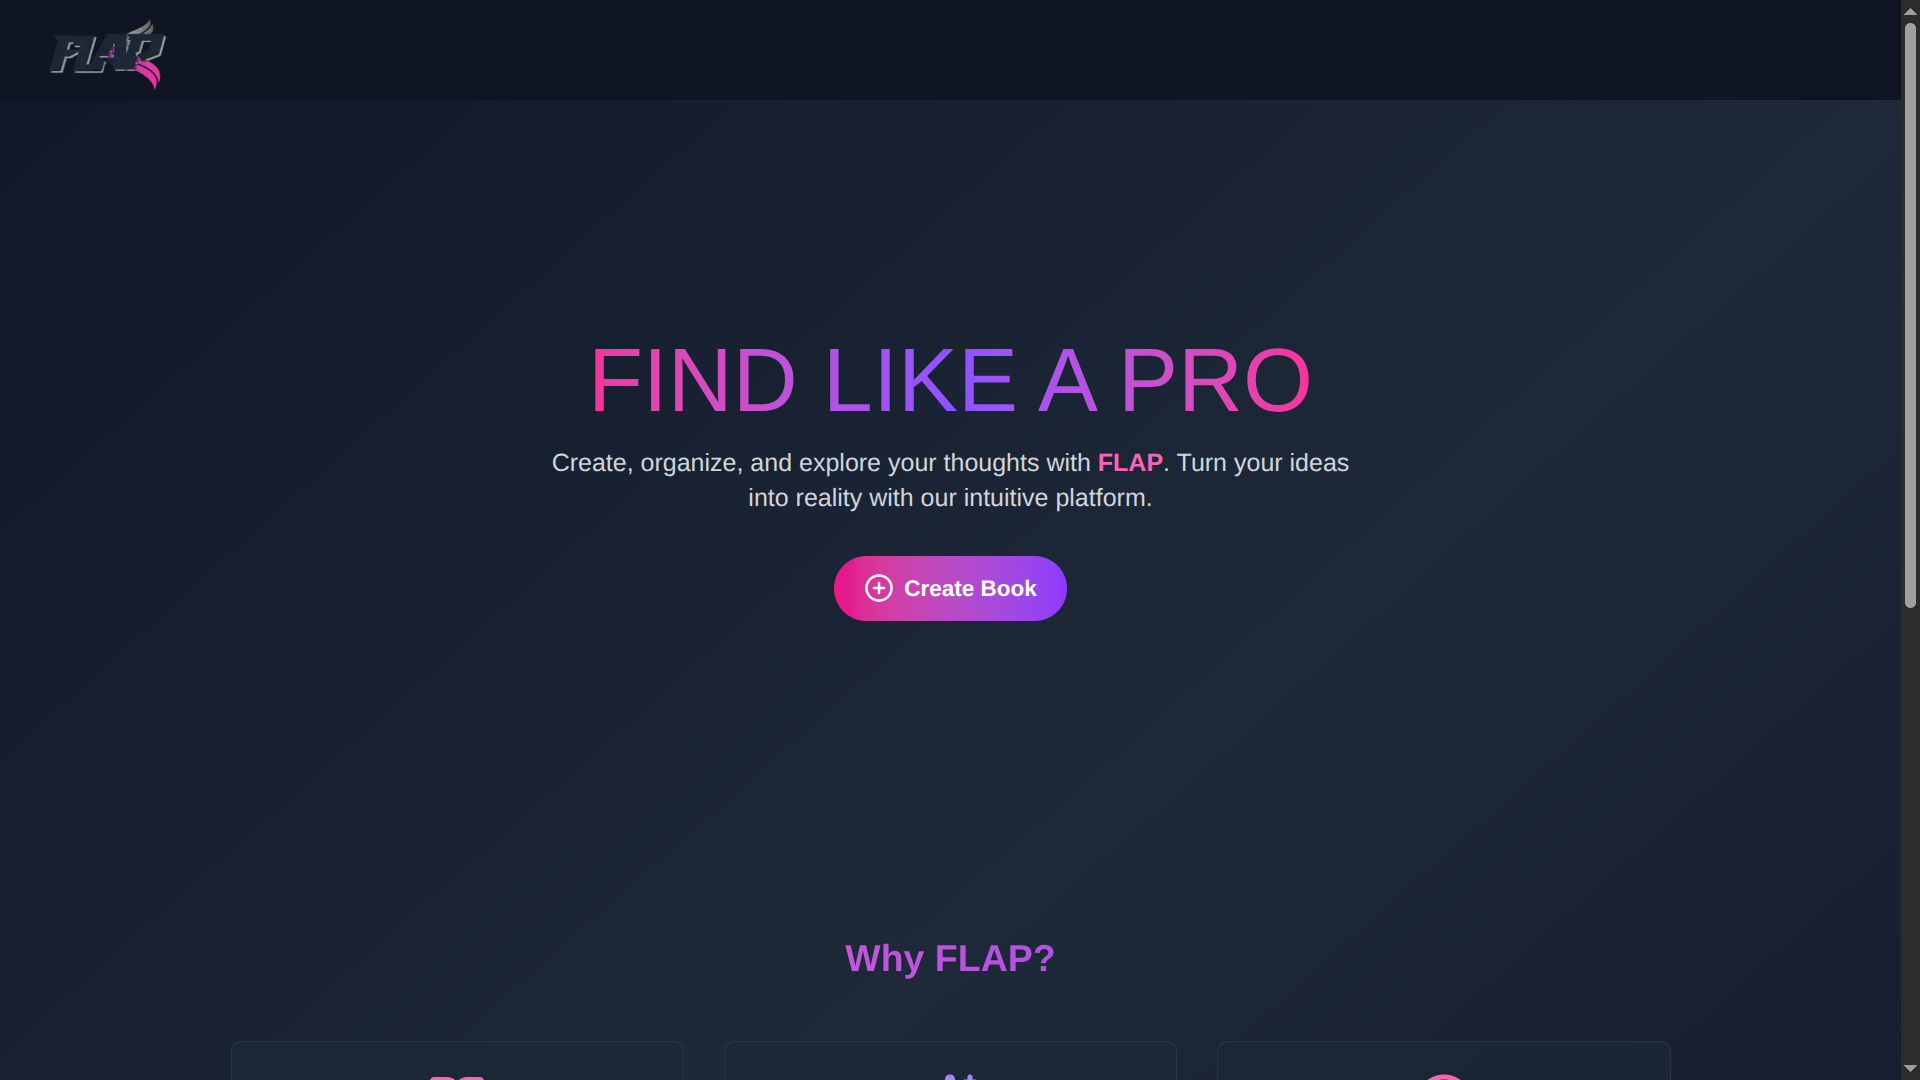 FLAP
FIND LIKE A PRO
Create, organize, and explore your thoughts with FLAP. Turn your ideas
into reality with our intuitive platform.
Create Book
Why FLAP?